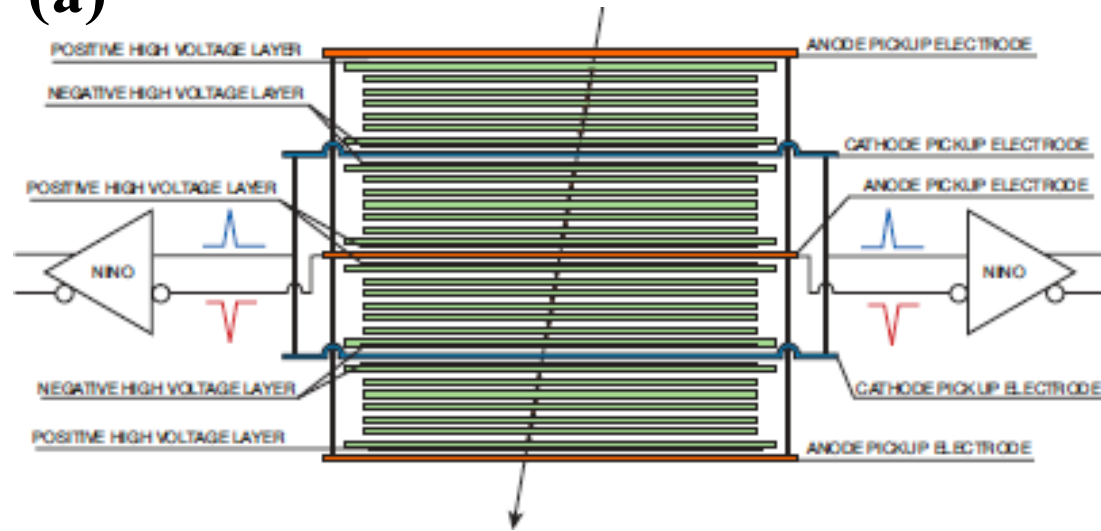 (a)
POSITIVE HIGH VOLTAGE LAYER
ANODE PICKUP ELECTRODE
NEGATIVE HIGH VOLTAGE LAYER
CATHODE PICKUP ELECTRODE
POSITIVE HIGH VOLTAGE LAYER
ANODE PICKUP ELECTRODE
NINO
NINO
NEGATIVE HIGH VOLTAGE LAYER
CATHODE PICKUP ELECTRODE
POSITIVE HIGH VOLTAGE LAYER
ANODE PICKUP ELECTRODE